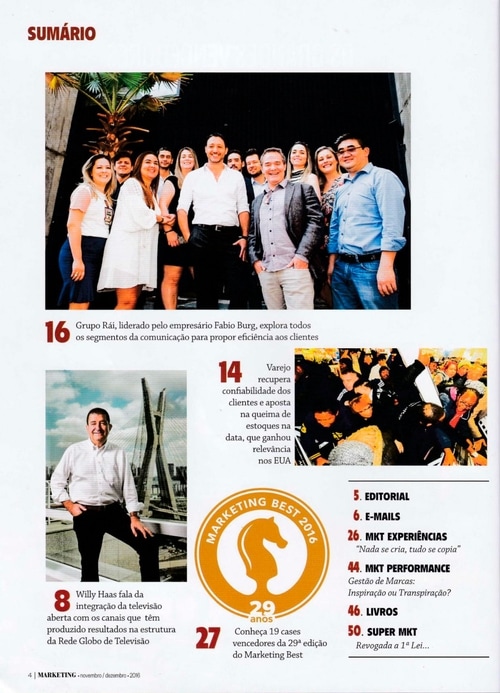 SUMÁRIO
16 Grupo Rái, liderado pelo empresário Fabio Burg, explora todos
os segmentos da comunicação para propor eficiência aos clientes
14 Varejo
recupera
confiabilidade dos
clientes e aposta
na queima de
estoques na
data, que ganhou
relevância
nos EUA
8 Willy Haas fala da
integração da televisão
aberta com os canais que têm
produzido resultados na estrutura
da Rede Globo de Televisão
MARKETING BEST 2016
29
anos
27 Conheça 19 cases
vencedores da 29ª edição
do Marketing Best
5. EDITORIAL
6. E-MAILS
26. MKT EXPERIÊNCIAS
"Nada se cria, tudo se copia"
44. MKT PERFORMANCE
Gestão de Marcas:
Inspiração ou Transpiração?
46. LIVROS
50. SUPER MKT
Revogada a 1ª Lei...
4 | MARKETING • novembro / dezembro • 2016